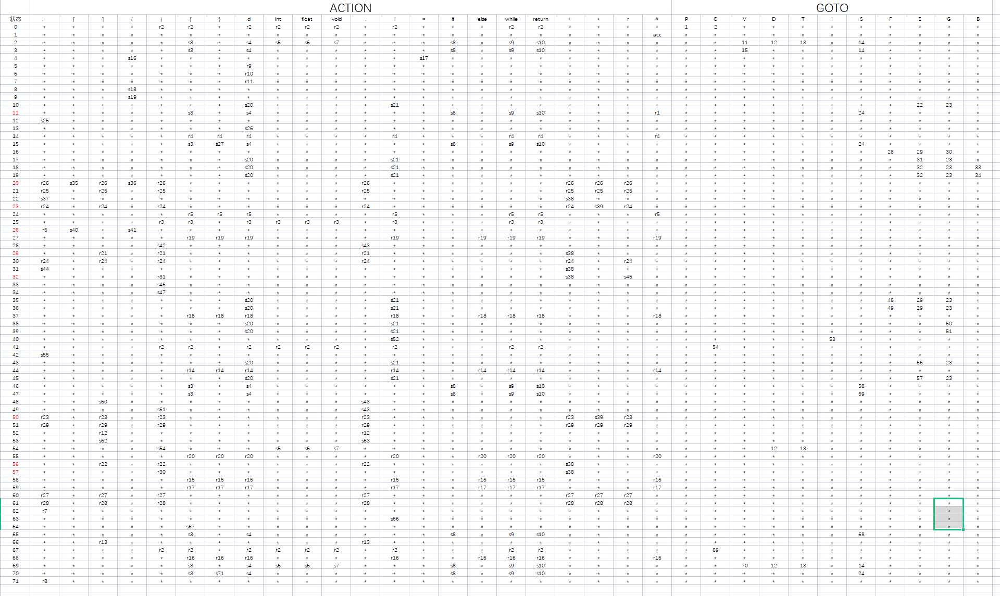 ACTION GOTO
状态 ; [ ] ( ) { } d int float void , i = if else while return + * r # P C V D T I S F E G B
0 * * * * r2 r2 * r2 r2 r2 r2 * r2 * * * r2 r2 * * * * 1 2 * * * * * * * * *
1 * * * * * * * * * * * * * * * * * * * * * acc * * * * * * * * * * *
2 * * * * * s3 * s4 s5 s6 s7 * * * s8 * s9 s10 * * * * * * 11 12 13 * 14 * * * *
3 * * * * * s3 * s4 * * * * * * s8 * s9 s10 * * * * * * 15 * * * 14 * * * *
4 * * * s16 * * * * * * * * * s17 * * * * * * * * * * * * * * * * * * *
5 * * * * * * * r9 * * * * * * * * * * * * * * * * * * * * * * * * *
6 * * * * * * * r10 * * * * * * * * * * * * * * * * * * * * * * * * *
7 * * * * * * * r11 * * * * * * * * * * * * * * * * * * * * * * * * *
8 * * * s18 * * * * * * * * * * * * * * * * * * * * * * * * * * * * *
9 * * * s19 * * * * * * * * * * * * * * * * * * * * * * * * * * * * *
10 * * * * * * * s20 * * * * s21 * * * * * * * * * * * * * * * * * 22 23 *
11 * * * * * s3 * s4 * * * * * * s8 * s9 s10 * * * r1 * * * * * * 24 * * * *
12 s25 * * * * * * * * * * * * * * * * * * * * * * * * * * * * * * * *
13 * * * * * * * s26 * * * * * * * * * * * * * * * * * * * * * * * * *
14 * * * * * r4 r4 r4 * * * * r4 * * * r4 r4 * * * r4 * * * * * * * * * * *
15 * * * * * s3 s27 s4 * * * * * * s8 * s9 s10 * * * * * * * * * * 24 * * * *
16 * * * * * * * * * * * * * * * * * * * * * * * * * * * * * 28 29 30 *
17 * * * * * * * s20 * * * * s21 * * * * * * * * * * * * * * * * * 31 23 *
18 * * * * * * * s20 * * * * s21 * * * * * * * * * * * * * * * * * 32 23 33
19 * * * * * * * s20 * * * * s21 * * * * * * * * * * * * * * * * * 32 23 34
20 r26 s35 r26 s36 r26 * * * * * * r26 * * * * * * r26 r26 r26 * * * * * * * * * * * *
21 r25 * r25 * r25 * * * * * * r25 * * * * * * r25 r25 r25 * * * * * * * * * * * *
22 s37 * * * * * * * * * * * * * * * * * s38 * * * * * * * * * * * * * *
23 r24 * r24 * r24 * * * * * * r24 * * * * * * r24 s39 r24 * * * * * * * * * * * *
24 * * * * * r5 r5 r5 * * * * r5 * * * r5 r5 * * * r5 * * * * * * * * * * *
25 * * * * r3 r3 * r3 r3 r3 r3 * r3 * * * r3 r3 * * * * * * * * * * * * * * *
26 r6 s40 * s41 * * * * * * * * * * * * * * * * * * * * * * * * * * * * *
27 * * * * * r19 r19 r19 * * * * r19 * * r19 r19 r19 * * * r19 * * * * * * * * * * *
28 * * * * s42 * * * * * * s43 * * * * * * * * * * * * * * * * * * * * *
29 * * r21 * r21 * * * * * * r21 * * * * * * s38 * * * * * * * * * * * * * *
30 r24 * r24 * r24 * * * * * * r24 * * * * * * r24 * r24 * * * * * * * * * * * *
31 s44 * * * * * * * * * * * * * * * * * s38 * * * * * * * * * * * * * *
32 * * * * r31 * * * * * * * * * * * * * s38 * s45 * * * * * * * * * * * *
33 * * * * s46 * * * * * * * * * * * * * * * * * * * * * * * * * * * *
34 * * * * s47 * * * * * * * * * * * * * * * * * * * * * * * * * * * *
35 * * * * * * * s20 * * * * s21 * * * * * * * * * * * * * * * * 48 29 23 *
36 * * * * * * * s20 * * * * s21 * * * * * * * * * * * * * * * * 49 29 23 *
37 * * * * * r18 r18 r18 * * * * r18 * * r18 r18 r18 * * * r18 * * * * * * * * * * *
38 * * * * * * * s20 * * * * s21 * * * * * * * * * * * * * * * * * * 50 *
39 * * * * * * * s20 * * * * s21 * * * * * * * * * * * * * * * * * * 51 *
40 * * * * * * * * * * * * s52 * * * * * * * * * * * * * * 53 * * * * *
41 * * * * r2 r2 * r2 r2 r2 r2 * r2 * * * r2 r2 * * * * * 54 * * * * * * * * *
42 s55 * * * * * * * * * * * * * * * * * * * * * * * * * * * * * * * *
43 * * * * * * * s20 * * * * s21 * * * * * * * * * * * * * * * * * 56 23 *
44 * * * * * r14 r14 r14 * * * * r14 * * r14 r14 r14 * * * r14 * * * * * * * * * * *
45 * * * * * * * s20 * * * * s21 * * * * * * * * * * * * * * * * * 57 23 *
46 * * * * * s3 * s4 * * * * * * s8 * s9 s10 * * * * * * * * * * 58 * * * *
47 * * * * * s3 * s4 * * * * * * s8 * s9 s10 * * * * * * * * * * 59 * * * *
48 * * s60 * * * * * * * * s43 * * * * * * * * * * * * * * * * * * * * *
49 * * * * s61 * * * * * * s43 * * * * * * * * * * * * * * * * * * * * *
50 r23 * r23 * r23 * * * * * * r23 * * * * * * r23 s39 r23 * * * * * * * * * * * *
51 r29 * r29 * r29 * * * * * * r29 * * * * * * r29 r29 r29 * * * * * * * * * * * *
52 * * r12 * * * * * * * * r12 * * * * * * * * * * * * * * * * * * * * *
53 * * s62 * * * * * * * * s63 * * * * * * * * * * * * * * * * * * * * *
54 * * * * s64 * * * s5 s6 s7 * * * * * * * * * * * * * * 12 13 * * * * * *
55 * * * * * r20 r20 r20 * * * * r20 * * r20 r20 r20 * * * r20 * * * * * * * * * * *
56 * * r22 * r22 * * * * * * r22 * * * * * * s38 * * * * * * * * * * * * * *
57 * * * * r30 * * * * * * * * * * * * * s38 * * * * * * * * * * * * * *
58 * * * * * r15 r15 r15 * * * * r15 * * r15 r15 r15 * * * r15 * * * * * * * * * * *
59 * * * * * r17 r17 r17 * * * * r17 * * r17 r17 r17 * * * r17 * * * * * * * * * * *
60 r27 * r27 * r27 * * * * * * r27 * * * * * * r27 r27 r27 * * * * * * * * * * * *
61 r28 * r28 * r28 * * * * * * r28 * * * * * * r28 r28 r28 * * * * * * * * * * * *
62 r7 * * * * * * * * * * * * * * * * * * * * * * * * * * * * * * * *
63 * * * * * * * * * * * * s66 * * * * * * * * * * * * * * * * * * * *
64 * * * * * s67 * * * * * * * * * * * * * * * * * * * * * * * * * * *
65 * * * * * s3 * s4 * * * * * * s8 * s9 s10 * * * * * * * * * * 68 * * * *
66 * * r13 * * * * * * * * r13 * * * * * * * * * * * * * * * * * * * * *
67 * * * * r2 r2 * r2 r2 r2 r2 * r2 * * * r2 r2 * * * * * 69 * * * * * * * * *
68 * * * * * r16 r16 r16 * * * * r16 * * r16 r16 r16 * * * r16 * * * * * * * * * * *
69 * * * * * s3 * s4 s5 s6 s7 * * * s8 * s9 s10 * * * * * * 70 12 13 * 14 * * * *
70 * * * * * s3 s71 s4 * * * * * * s8 * s9 s10 * * * * * * * * * * 24 * * * *
71 r8 * * * * * * * * * * * * * * * * * * * * * * * * * * * * * * * *